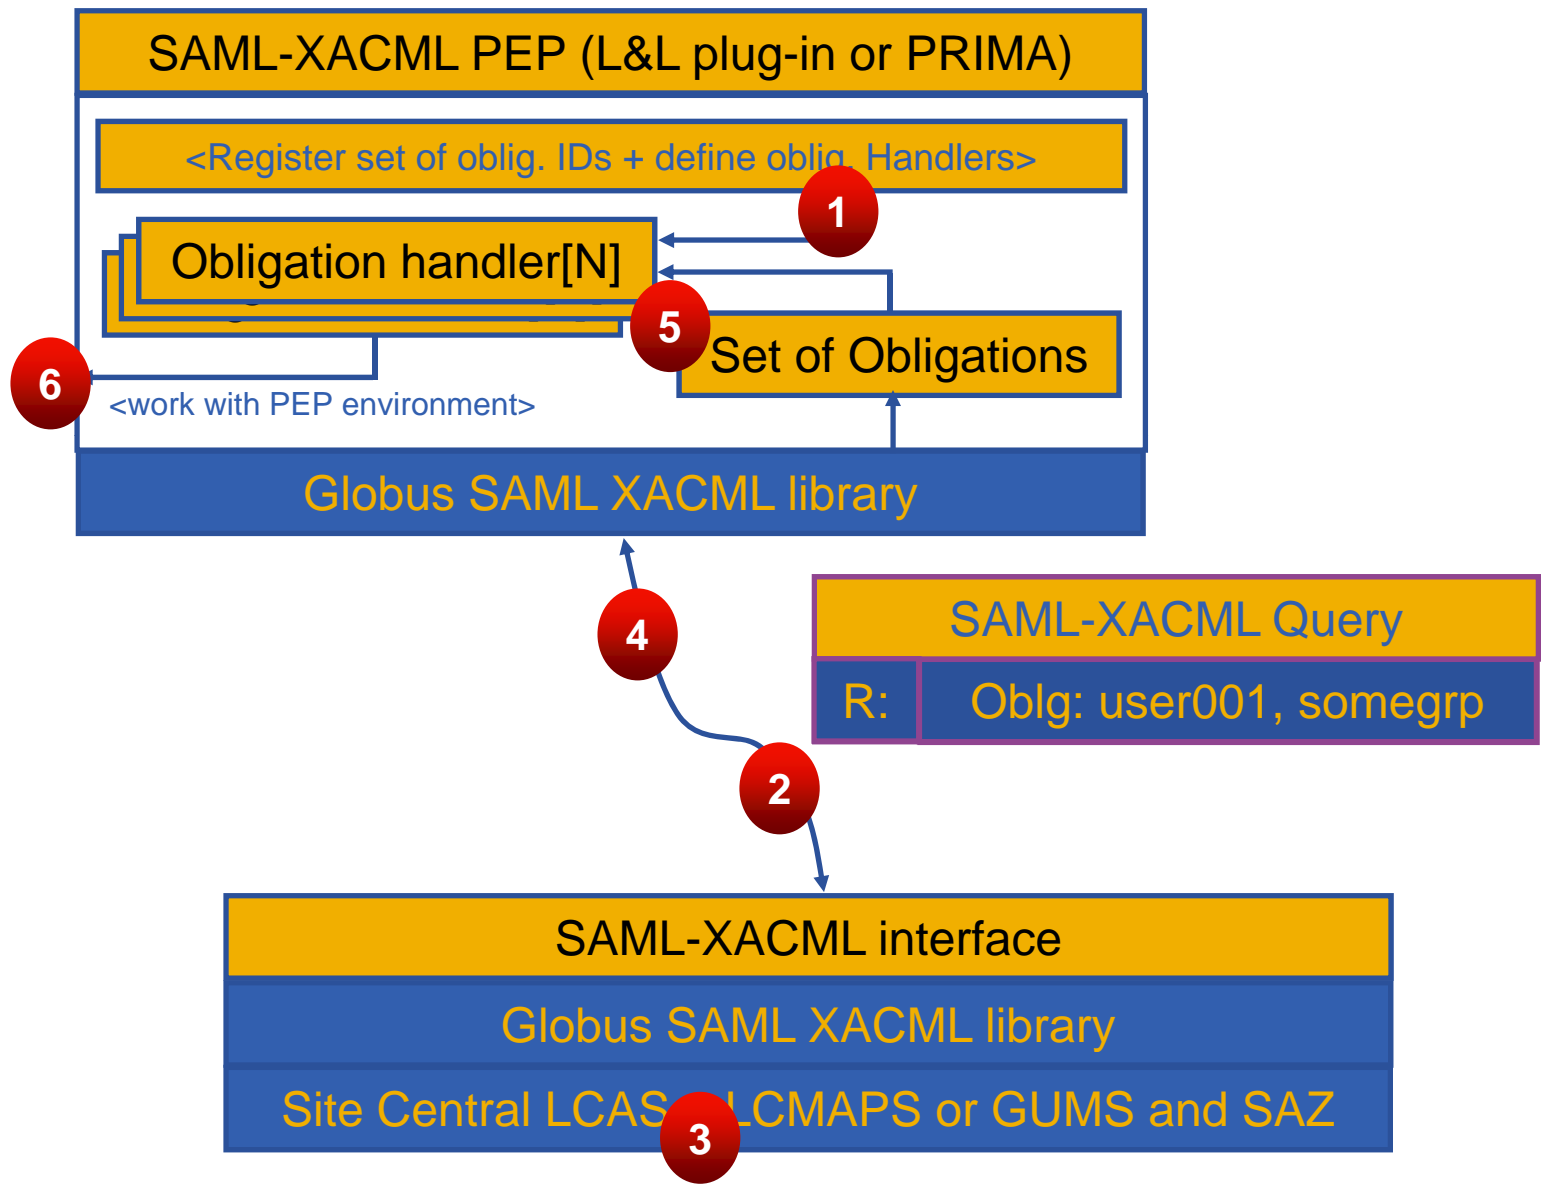 SAML-XACML PEP (L&L plug-in or PRIMA)
<Register set of oblig. IDs + define oblig. Handlers>
1
Obligation handler[N]
5
Set of Obligations
6
<work with PEP environment>
Globus SAML XACML library
4
SAML-XACML Query
R: Oblg: user001, somegrp
2
SAML-XACML interface
Globus SAML XACML library
Site Central LCAS LCMAPS or GUMS and SAZ
3